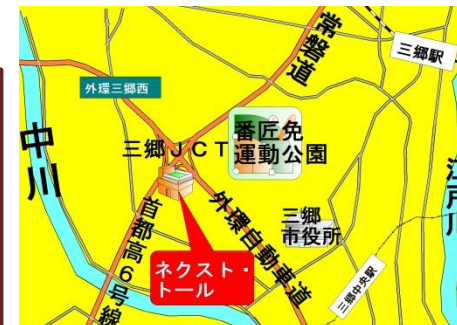 常磐道
三郷駅
外環三郷西
中川
三郷JCT
番匠免
運動公園
江戸川
首都高6号線
外環自動車道
三郷
市役所
ネクスト・
トール
三郷中央駅